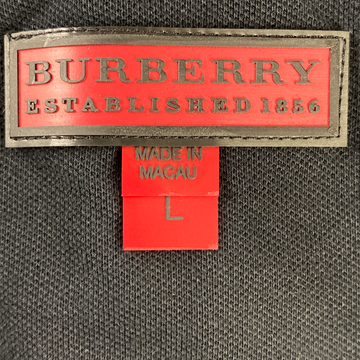 BURBERRY
ESTABLISHED 1856
MADE IN
MACAU
L